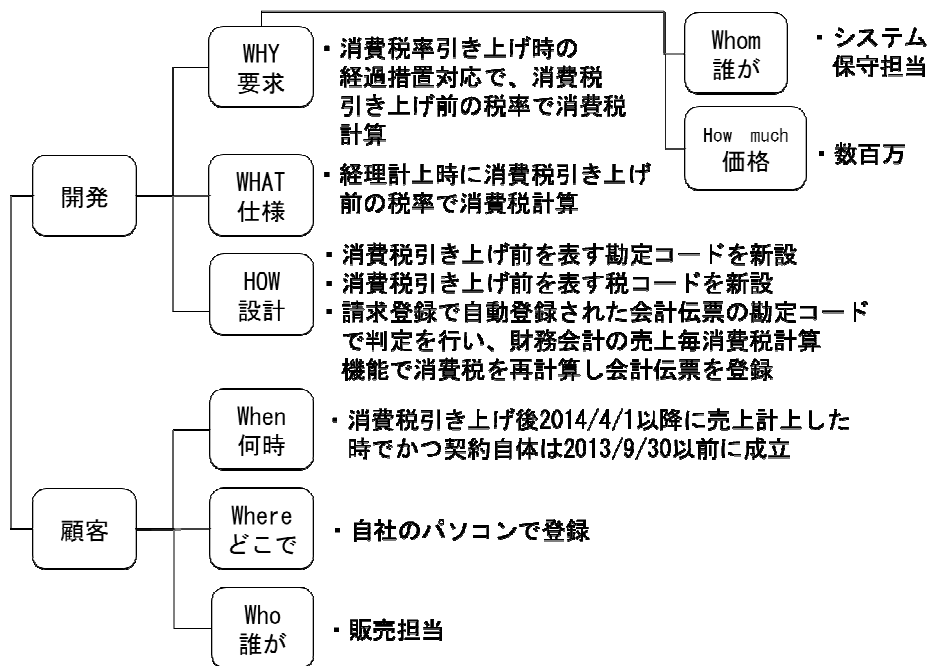 開発
WHY
要求
・消費税率引き上げ時の
経過措置対応で、消費税
引き上げ前の税率で消費税
計算
Whom
誰が
・システム
保守担当
How much
価格
・数百万
WHAT
仕様
・経理計上時に消費税引き上げ
前の税率で消費税計算
HOW
設計
・消費税引き上げ前を表す勘定コードを新設
・消費税引き上げ前を表す税コードを新設
・請求登録で自動登録された会計伝票の勘定コード
で判定を行い、財務会計の売上毎消費税計算
機能で消費税を再計算し会計伝票を登録
顧客
When
何時
・消費税引き上げ後2014/4/1以降に売上計上した
時でかつ契約自体は2013/9/30以前に成立
Where
どこで
・自社のパソコンで登録
Who
誰が
・販売担当